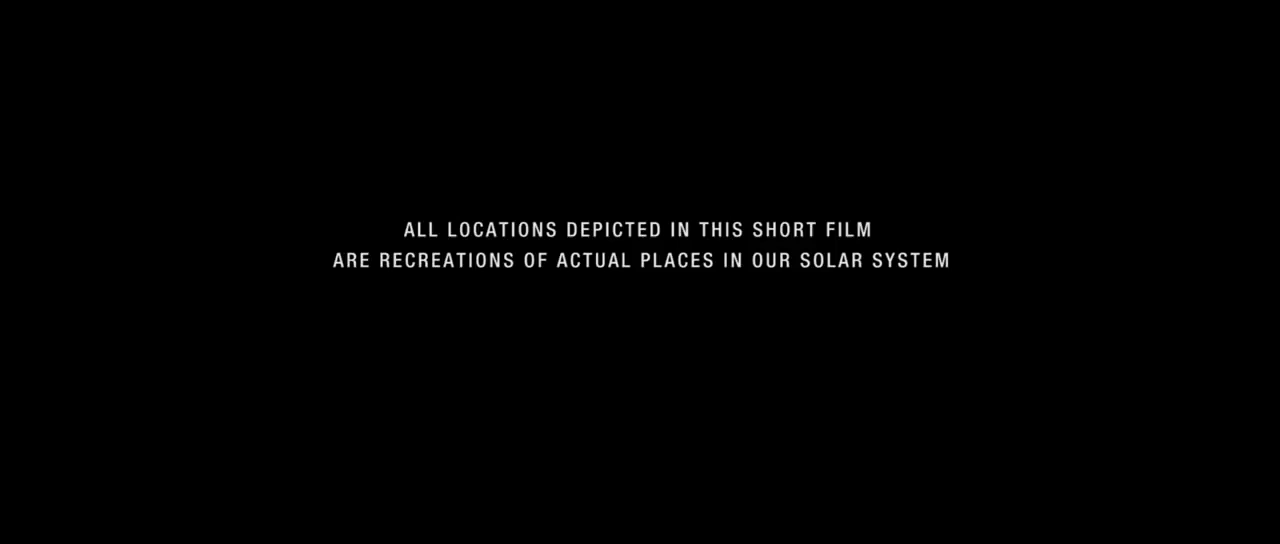 ALL LOCATIONS DEPICTED IN THIS SHORT FILM
ARE RECREATIONS OF ACTUAL PLACES IN OUR SOLAR SYSTEM